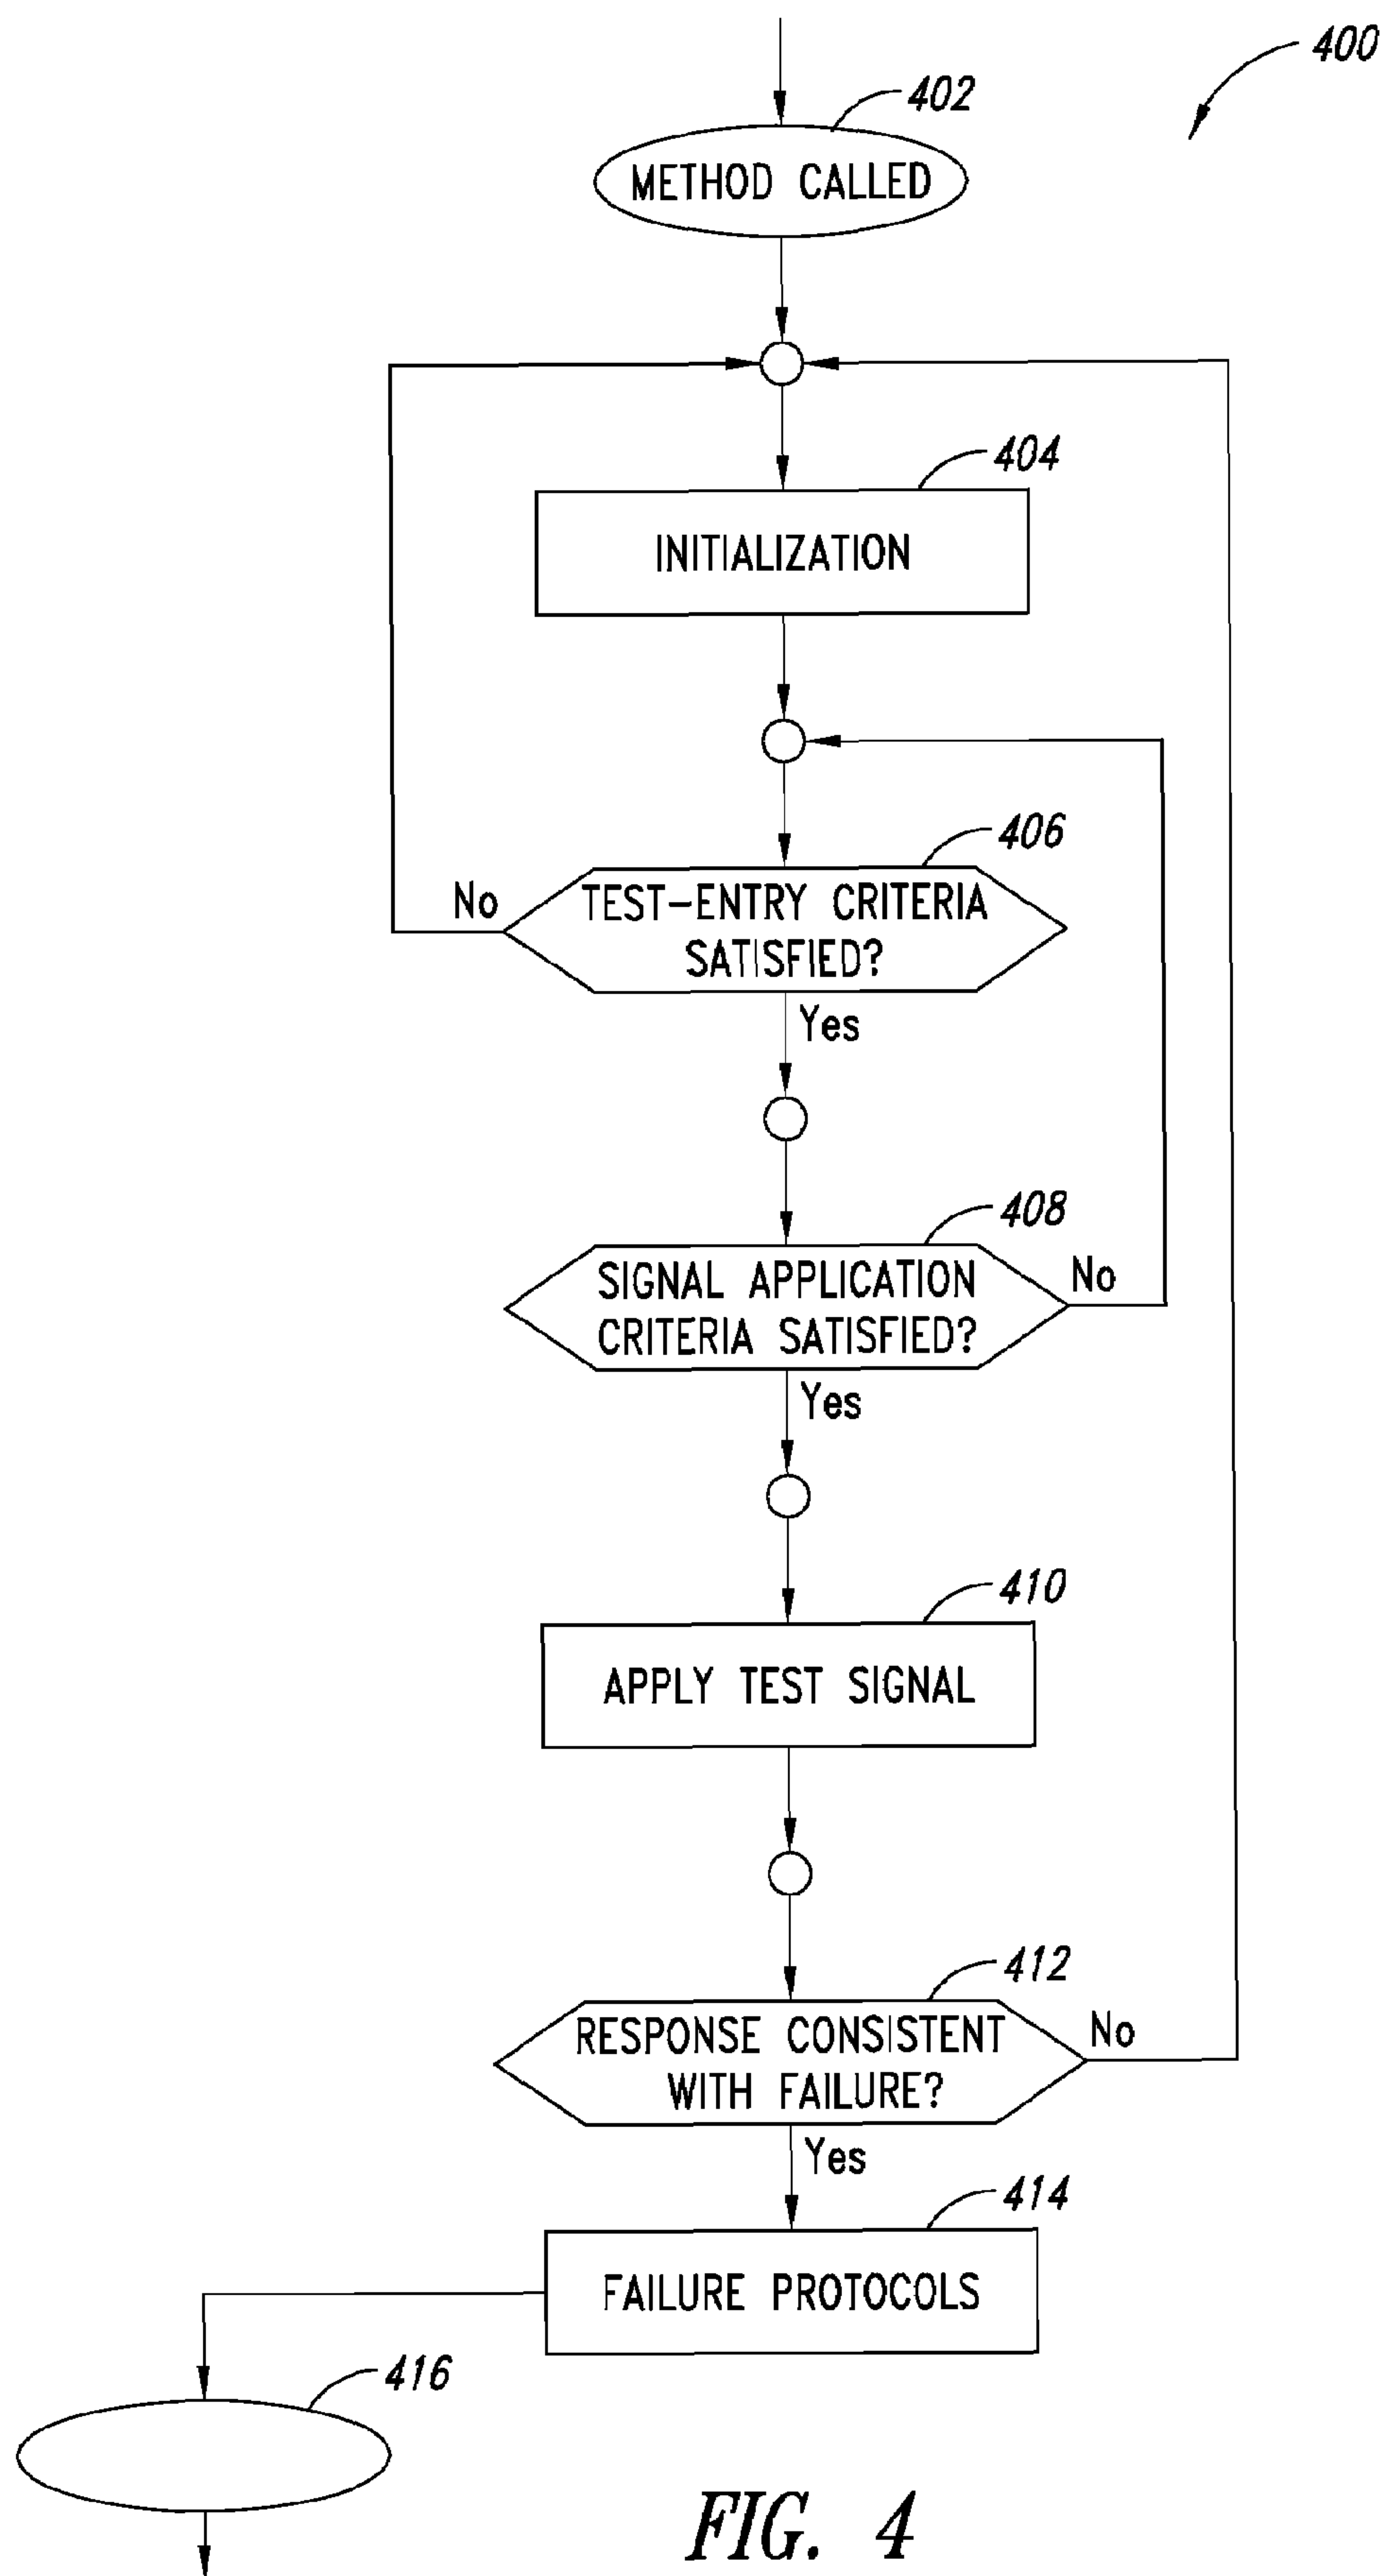 400
402
METHOD CALLED
404
INITIALIZATION
406
No
TEST-ENTRY CRITERIA
SATISFIED?
Yes
408
SIGNAL APPLICATION
CRITERIA SATISFIED?
No
Yes
410
APPLY TEST SIGNAL
412
RESPONSE CONSISTENT
WITH FAILURE?
No
Yes
414
FAILURE PROTOCOLS
416
FIG. 4